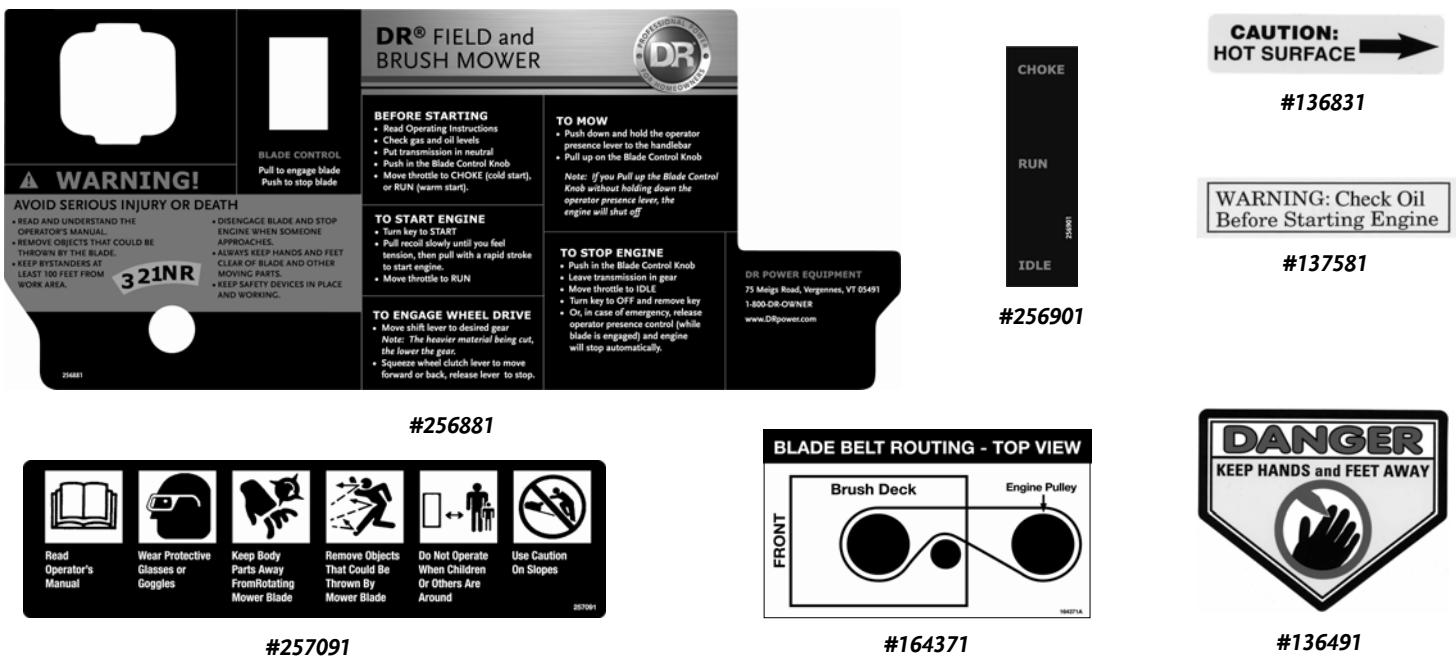 DR® FIELD and
BRUSH MOWER
PROFESSIONAL POWER
DR
FOR HOMEOWNERS
BLADE CONTROL
Pull to engage blade
Push to stop blade
WARNING!
AVOID SERIOUS INJURY OR DEATH
• READ AND UNDERSTAND THE
OPERATOR'S MANUAL.
• REMOVE OBJECTS THAT COULD BE
THROWN BY THE BLADE.
• KEEP BYSTANDERS AT
LEAST 100 FEET FROM
WORK AREA.
• DISENGAGE BLADE AND STOP
ENGINE WHEN SOMEONE
APPROACHES.
• ALWAYS KEEP HANDS AND FEET
CLEAR OF BLADE AND OTHER
MOVING PARTS.
• KEEP SAFETY DEVICES IN PLACE
AND WORKING.
3 2 1 N R
256881
BEFORE STARTING
• Read Operating Instructions
• Check gas and oil levels
• Put transmission in neutral
• Push in the Blade Control Knob
• Move throttle to CHOKE (cold start),
or RUN (warm start).
TO START ENGINE
• Turn key to START
• Pull recoil slowly until you feel
tension, then pull with a rapid stroke
to start engine.
• Move throttle to RUN
TO ENGAGE WHEEL DRIVE
• Move shift lever to desired gear
Note: The heavier material being cut,
the lower the gear.
• Squeeze wheel clutch lever to move
forward or back, release lever to stop.
TO MOW
• Push down and hold the operator
presence lever to the handlebar
• Pull up on the Blade Control Knob
Note: If you Pull up the Blade Control
Knob without holding down the
operator presence lever, the
engine will shut off
TO STOP ENGINE
• Push in the Blade Control Knob
• Leave transmission in gear
• Move throttle to IDLE
• Turn key to OFF and remove key
• Or, in case of emergency, release
operator presence control (while
blade is engaged) and engine
will stop automatically.
DR POWER EQUIPMENT
75 Meigs Road, Vergennes, VT 05491
1-800-DR-OWNER
www.DRpower.com
#256881
CHOKE
RUN
IDLE
256901
#256901
CAUTION:
HOT SURFACE
#136831
WARNING: Check Oil
Before Starting Engine
#137581
Read
Operator's
Manual
Wear Protective
Glasses or
Goggles
Keep Body
Parts Away
FromRotating
Mower Blade
Remove Objects
That Could Be
Thrown By
Mower Blade
Do Not Operate
When Children
Or Others Are
Around
Use Caution
On Slopes
257091
#257091
BLADE BELT ROUTING - TOP VIEW
Brush Deck
Engine Pulley
FRONT
164371A
#164371
DANGER
KEEP HANDS and FEET AWAY
#136491